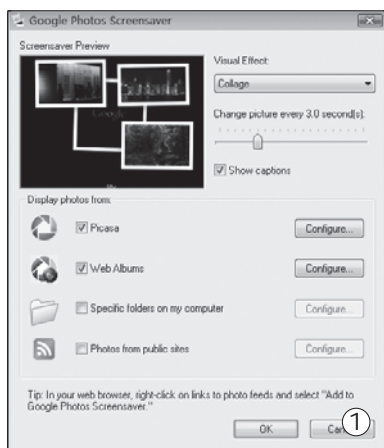 Google Photos Screensaver
Screensaver Preview
Google
Visual Effect:
Collage
Change picture every 3.0 second(s):
Show captions
Display photos from:
Picasa
Configure...
Web Albums
Configure...
Specific folders on my computer
Configure...
Photos from public sites
Configure...
Tip: In your web browser, right-click on links to photo feeds and select "Add to
Google Photos Screensaver."
OK
1